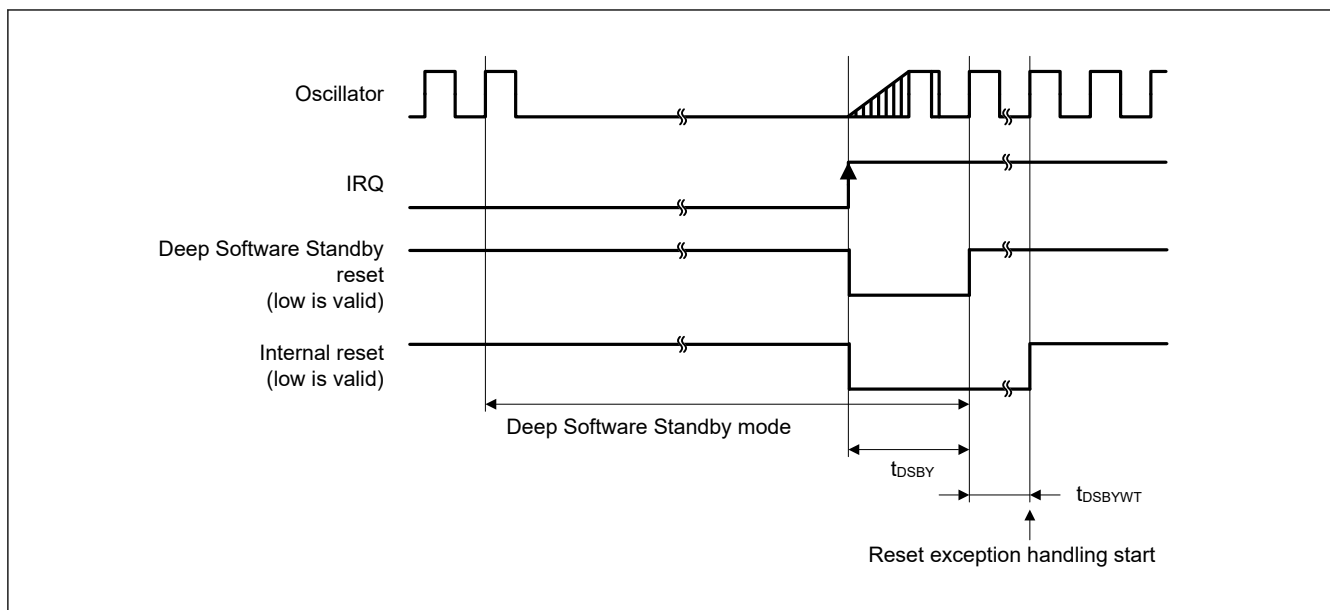 Oscillator
IRQ
Deep Software Standby
reset
(low is valid)
Internal reset
(low is valid)
Deep Software Standby mode
tDSBY
tDSBYWT
Reset exception handling start